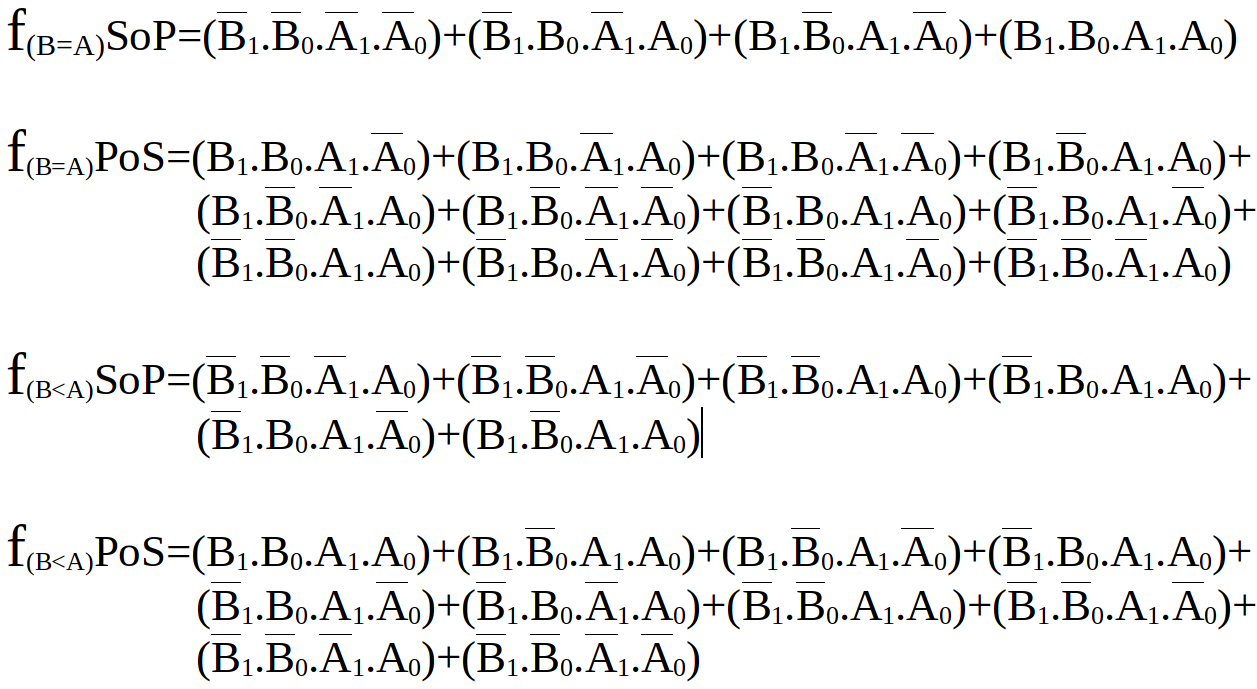 f(B=A)SoP=(B̅₁.B̅₀.A̅₁.A̅₀)+(B̅₁.B₀.A̅₁.A₀)+(B₁.B̅₀.A₁.A̅₀)+(B₁.B₀.A₁.A₀)
f(B=A)PoS=(B₁.B₀.A₁.A̅₀)+(B₁.B₀.A̅₁.A₀)+(B₁.B₀.A̅₁.A̅₀)+(B₁.B̅₀.A₁.A₀)+
(B₁.B̅₀.A̅₁.A₀)+(B₁.B̅₀.A̅₁.A̅₀)+(B̅₁.B₀.A₁.A₀)+(B̅₁.B₀.A₁.A̅₀)+
(B̅₁.B̅₀.A₁.A₀)+(B̅₁.B₀.A̅₁.A̅₀)+(B̅₁.B̅₀.A₁.A̅₀)+(B̅₁.B̅₀.A̅₁.A₀)
f(B<A)SoP=(B̅₁.B̅₀.A̅₁.A₀)+(B̅₁.B̅₀.A₁.A̅₀)+(B̅₁.B̅₀.A₁.A₀)+(B̅₁.B₀.A₁.A₀)+
(B̅₁.B₀.A₁.A̅₀)+(B₁.B̅₀.A₁.A₀)
f(B<A)PoS=(B₁.B₀.A₁.A₀)+(B₁.B̅₀.A₁.A₀)+(B₁.B̅₀.A₁.A̅₀)+(B̅₁.B₀.A₁.A₀)+
(B̅₁.B₀.A₁.A̅₀)+(B̅₁.B₀.A̅₁.A₀)+(B̅₁.B̅₀.A₁.A₀)+(B̅₁.B̅₀.A₁.A̅₀)+
(B̅₁.B̅₀.A̅₁.A₀)+(B̅₁.B̅₀.A̅₁.A̅₀)